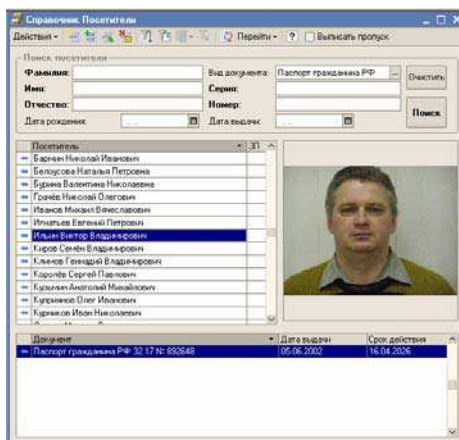 Справочник Посетители
Действия Перейти ? Выписать пропуск
Поиск посетителя
Фамилия: Вид документа: Паспорт гражданина РФ ... Очистить
Имя: Серия:
Отчество: Номер: Поиск
Дата рождения: Дата выдачи:
Посетитель ЗП
Баринин Николай Иванович
Белоусова Наталья Петровна
Бурина Валентина Николаевна
Грачёв Николай Олегович
Иванов Михаил Вячеславович
Игнатьев Евгений Петрович
Ильин Виктор Владимирович
Киров Семён Владимирович
Климов Геннадий Владимирович
Королёв Сергей Павлович
Кузьмин Анатолий Михайлович
Куприянов Олег Иванович
Курников Иван Николаевич
Документ Дата выдачи Срок действия
Паспорт гражданина РФ 32 17 № 892648 05.06.2002 16.04.2026